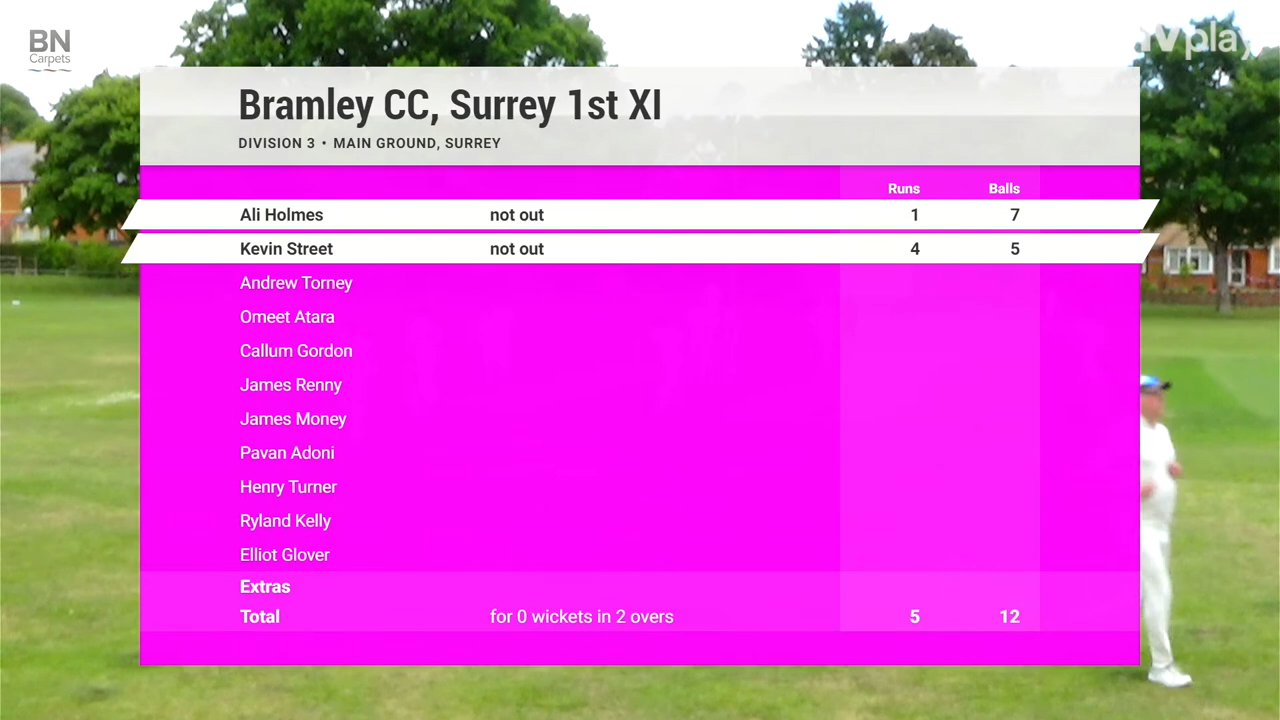 BN
Carpets
tvplay
Bramley CC, Surrey 1st XI
DIVISION 3 • MAIN GROUND, SURREY
Runs Balls
Ali Holmes not out 1 7
Kevin Street not out 4 5
Andrew Torney
Omeet Atara
Callum Gordon
James Renny
James Money
Pavan Adoni
Henry Turner
Ryland Kelly
Elliot Glover
Extras
Total for 0 wickets in 2 overs 5 12